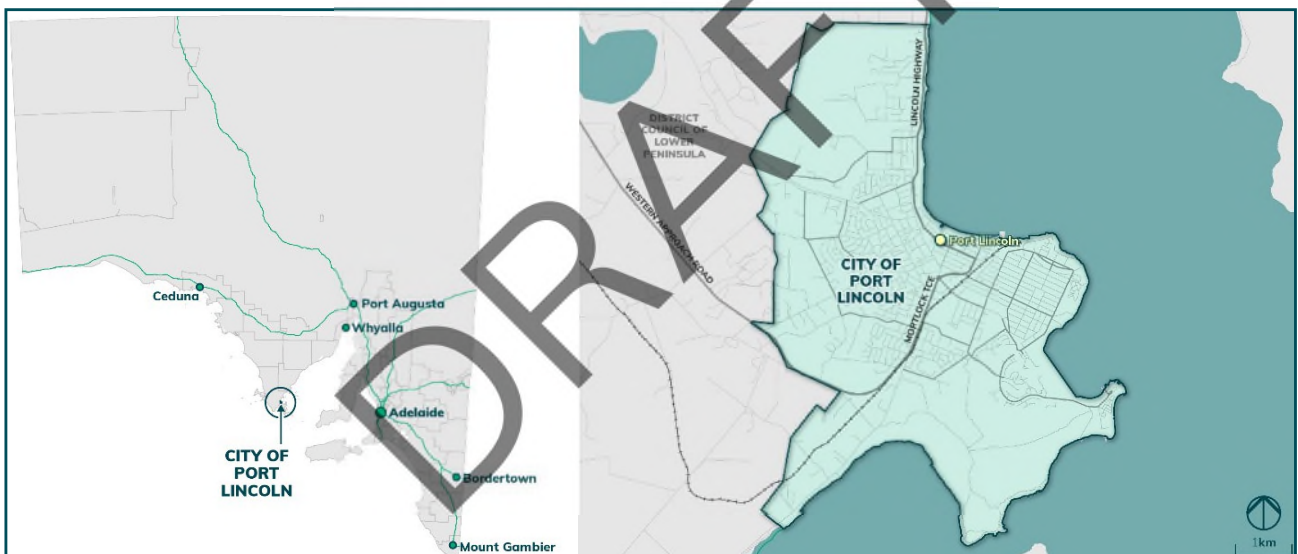 DRAFT
Ceduna
Port Augusta
Whyalla
Adelaide
CITY OF
PORT
LINCOLN
Bordertown
Mount Gambier
DISTRICT
COUNCIL OF
LOWER
PENINSULA
WESTERN APPROACH ROAD
LINCOLN HIGHWAY
Port Lincoln
CITY OF
PORT
LINCOLN
MORTLOCK TCE
1km